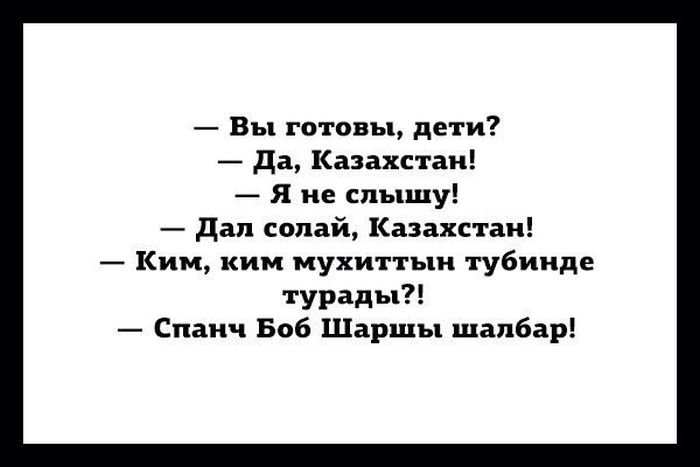 — Вы готовы, дети?
— Да, Казахстан!
— Я не слышу!
— Дал солай, Казахстан!
— Ким, ким мухиттын тубинде
турады?!
— Спанч Боб Шаршы шалбар!